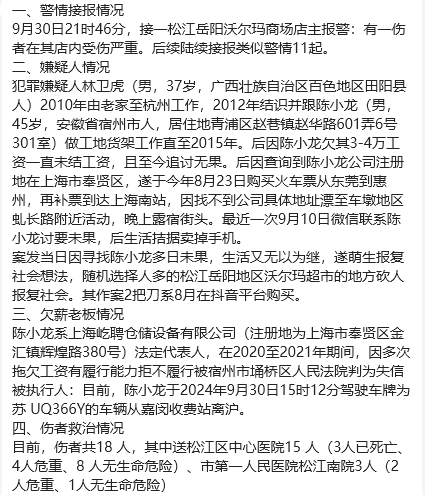 一、警情接报情况
9月30日21时46分，接一松江岳阳沃尔玛商场店主报警：有一伤
者在其店内受伤严重。后续陆续接报类似警情11起。
二、嫌疑人情况
犯罪嫌疑人林卫虎（男，37岁，广西壮族自治区百色地区田阳县
人）2010年由老家至杭州工作，2012年结识并跟陈小龙（男，
45岁，安徽省宿州市人，居住地青浦区赵巷镇赵华路601弄6号
301室）做工地货架工作直至2015年。后因陈小龙欠其3-4万工
资一直未结工资，且至今追讨无果。后因查询到陈小龙公司注册
地在上海市奉贤区，遂于今年8月23日购买火车票从东莞到惠
州，再补票到达上海南站，因找不到公司具体地址漂至车墩地区
虬长路附近活动，晚上露宿街头。最近一次9月10日微信联系陈
小龙讨要未果，后生活拮据卖掉手机。
案发当日因寻找陈小龙多日未果，生活又无以为继，遂萌生报复
社会想法，随机选择人多的松江岳阳地区沃尔玛超市的地方砍人
报复社会。其作案2把刀系8月在抖音平台购买。
三、欠薪老板情况
陈小龙系上海屹聘仓储设备有限公司（注册地为上海市奉贤区金
汇镇辉煌路380号）法定代表人，在2020至2021年期间，因多次
拖欠工资有履行能力拒不履行被宿州市埇桥区人民法院判为失信
被执行人：目前，陈小龙于2024年9月30日15时12分驾驶车牌为
苏 UQ366Y的车辆从嘉闵收费站离沪。
四、伤者救治情况
目前，伤者共18 人，其中送松江区中心医院15 人（3人已死亡、
4人危重、8 人无生命危险）、市第一人民医院松江南院3人（2
人危重、1人无生命危险）